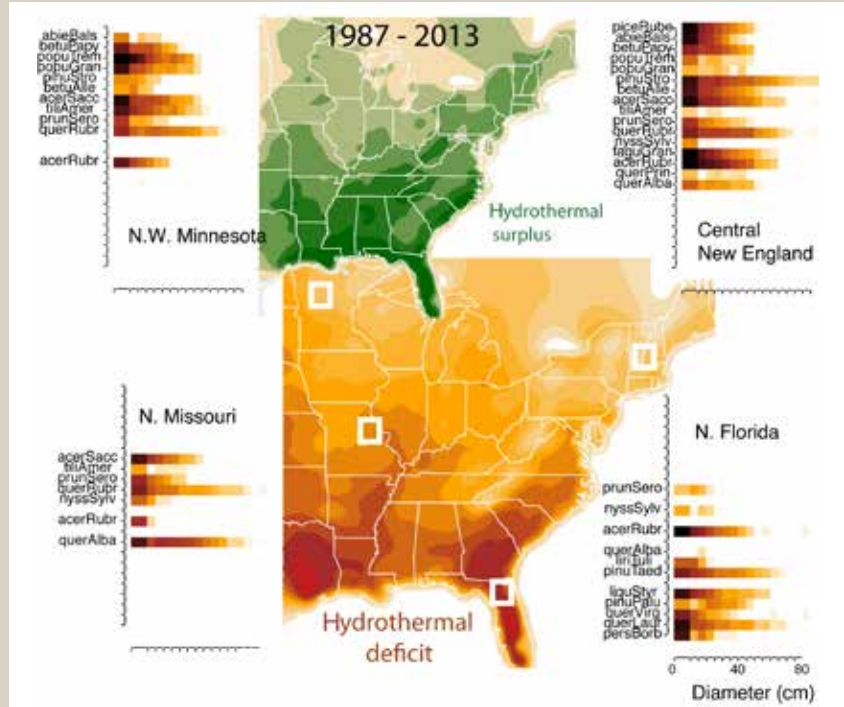 1987 - 2013
abieBals
betuPapy
popuTrem
popuGran
pinuStro
betuAlle
acerSacc
tiliAmer
prunSero
querRubr
acerRubr
N.W. Minnesota
Hydrothermal
surplus
piceRube
abieBals
betuPapy
popuTrem
popuGran
pinuStro
betuAlle
acerSacc
tiliAmer
prunSero
querRubr
nyssSylv
faguGran
acerRubr
querPrin
querAlba
Central
New England
N. Missouri
acerSacc
tiliAmer
prunSero
querRubr
nyssSylv
acerRubr
querAlba
Hydrothermal
deficit
N. Florida
prunSero
nyssSylv
acerRubr
querAlba
liriTuli
pinuTaed
liquStyr
pinuPalu
querVirg
querLaur
persBorb
0 40 80
Diameter (cm)